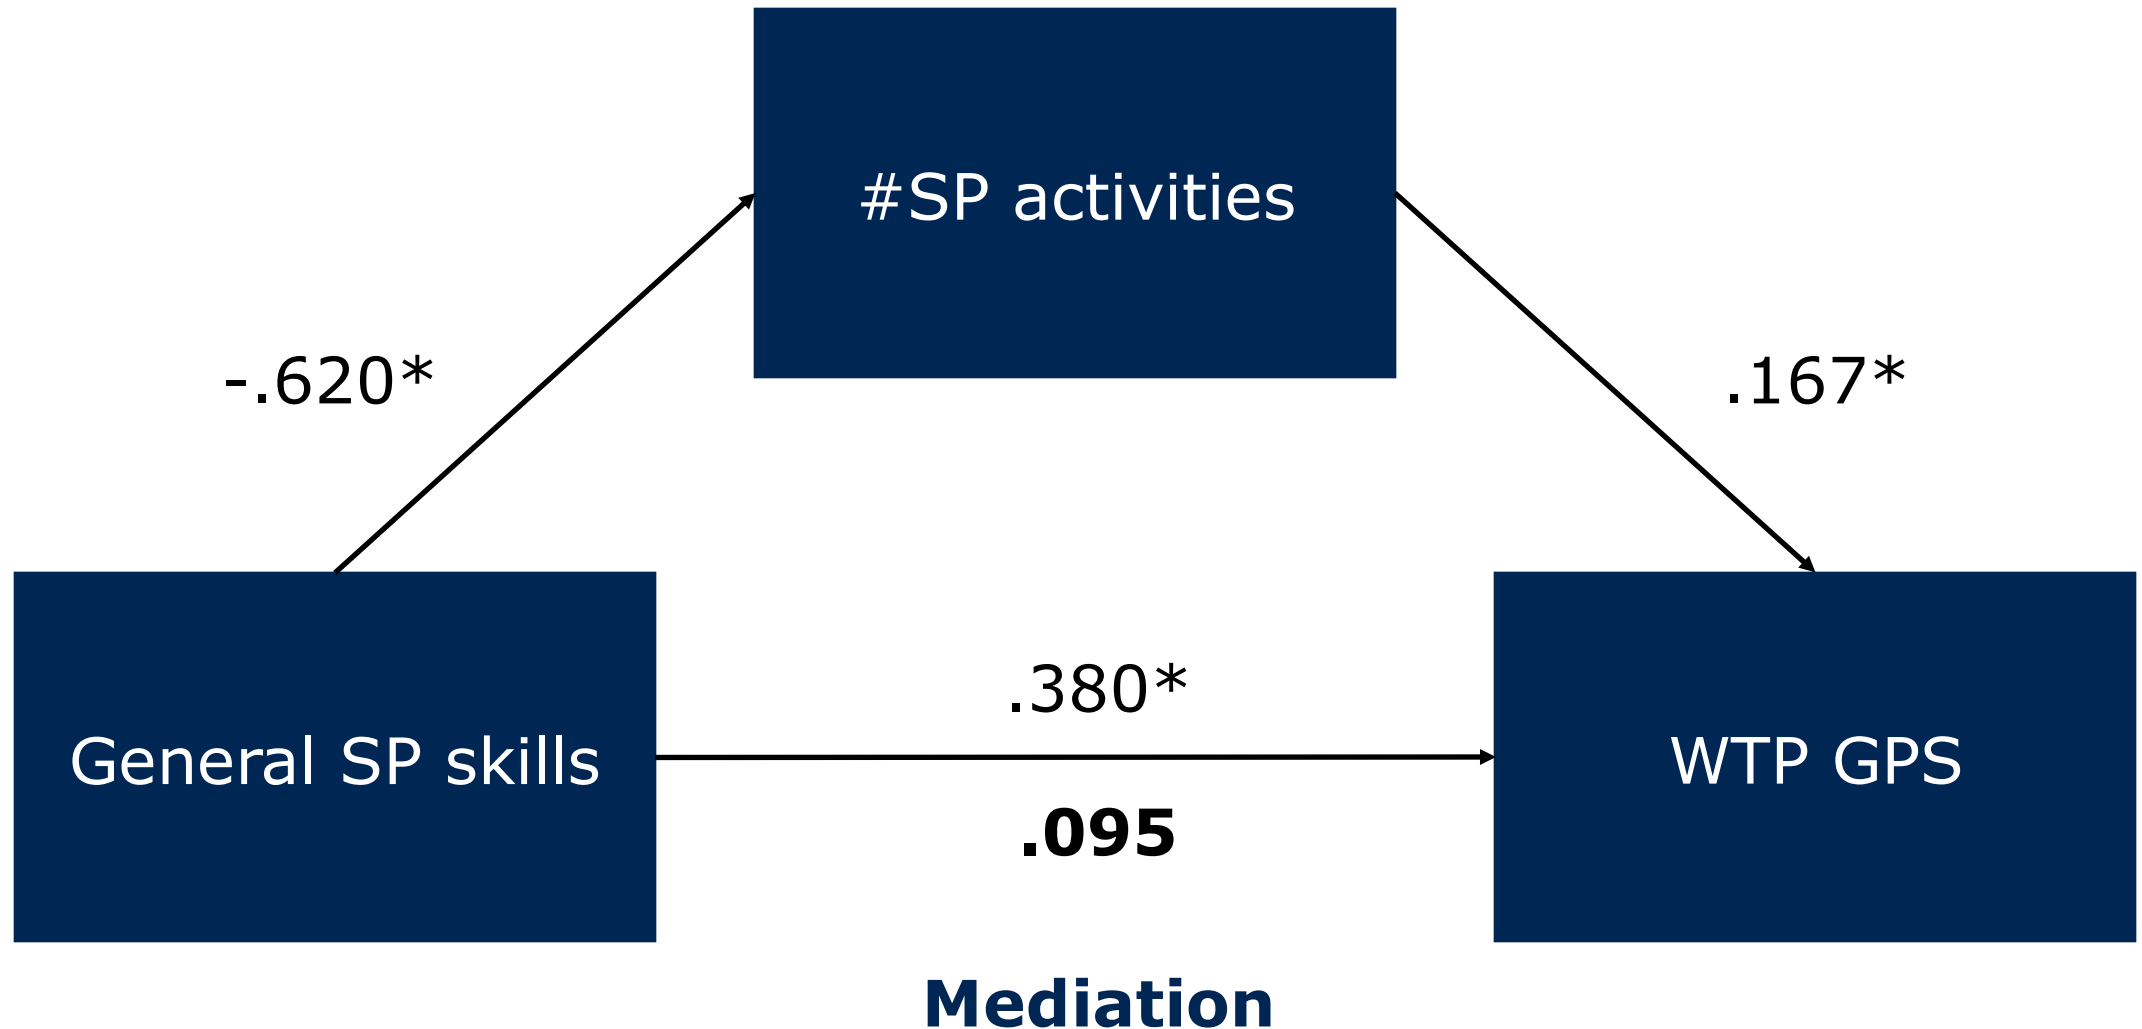 #SP activities
-.620*
.167*
General SP skills
.380*
.095
WTP GPS
Mediation